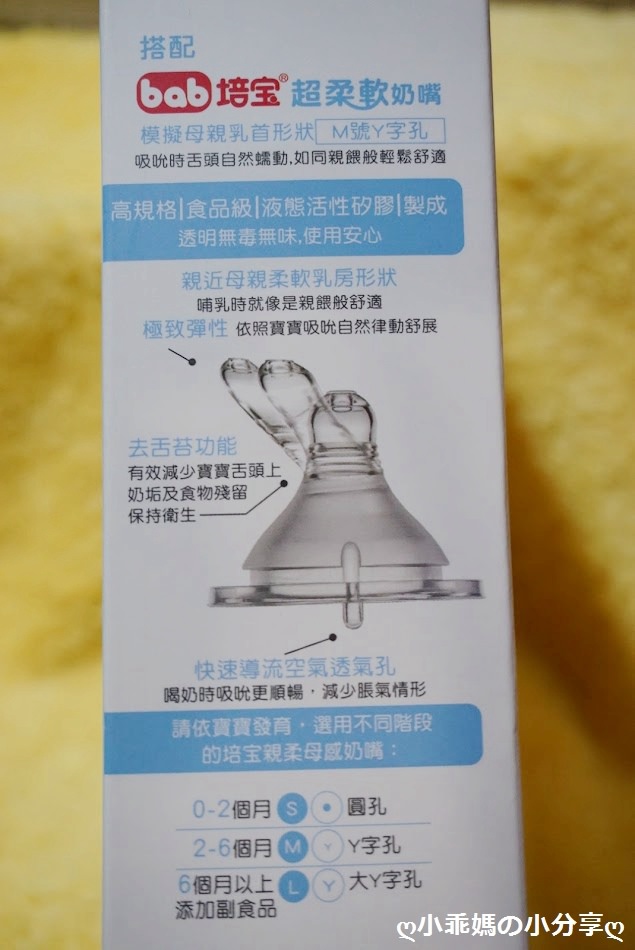 搭配
bab培宝®超柔軟奶嘴
模擬母親乳首形狀 M號Y字孔
吸吮時舌頭自然蠕動,如同親餵般輕鬆舒適
高規格|食品級|液態活性矽膠|製成
透明無毒無味,使用安心
親近母親柔軟乳房形狀
哺乳時就像是親餵般舒適
極致彈性 依照寶寶吸吮自然律動舒展
去舌苔功能
有效減少寶寶舌頭上
奶垢及食物殘留
保持衛生
快速導流空氣透氣孔
喝奶時吸吮更順暢，減少脹氣情形
請依寶寶發育，選用不同階段
的培宝親柔母感奶嘴：
0-2個月 S 圓孔
2-6個月 M Y Y字孔
6個月以上 L Y 大Y字孔
添加副食品
ღ小乖媽の小分享ღ